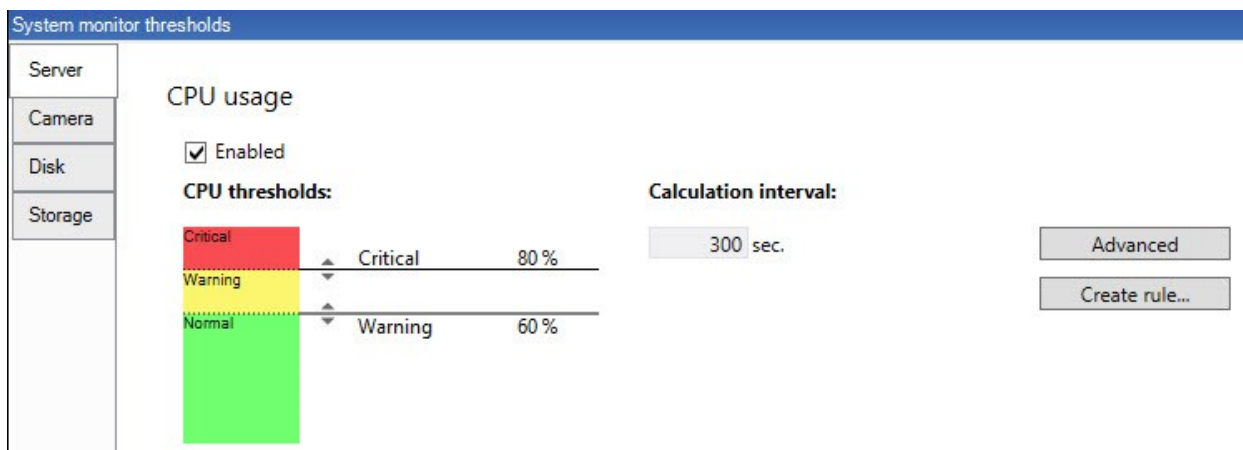 System monitor thresholds
Server
Camera
Disk
Storage
CPU usage
Enabled
CPU thresholds:
Calculation interval:
Critical
Critical 80 %
300 sec.
Advanced
Warning
Create rule...
Normal
Warning 60 %